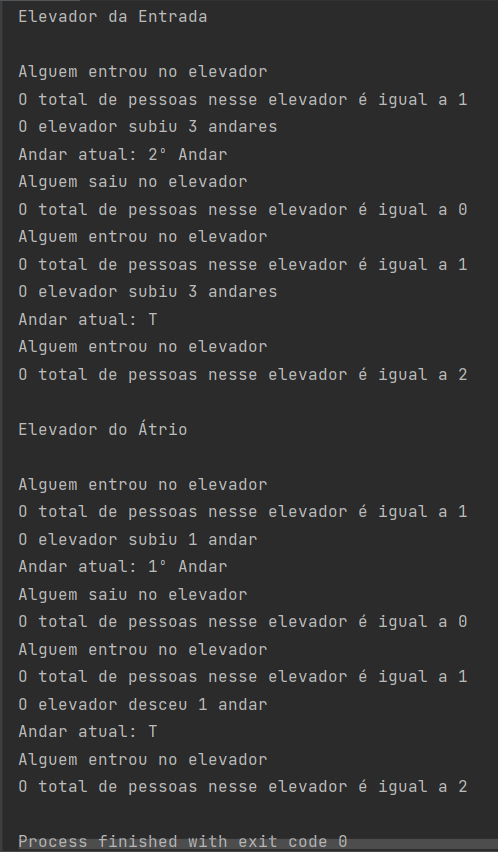 Elevador da Entrada
Alguem entrou no elevador
O total de pessoas nesse elevador é igual a 1
O elevador subiu 3 andares
Andar atual: 2º Andar
Alguem saiu no elevador
O total de pessoas nesse elevador é igual a 0
Alguem entrou no elevador
O total de pessoas nesse elevador é igual a 1
O elevador subiu 3 andares
Andar atual: T
Alguem entrou no elevador
O total de pessoas nesse elevador é igual a 2
Elevador do Átrio
Alguem entrou no elevador
O total de pessoas nesse elevador é igual a 1
O elevador subiu 1 andar
Andar atual: 1º Andar
Alguem saiu no elevador
O total de pessoas nesse elevador é igual a 0
Alguem entrou no elevador
O total de pessoas nesse elevador é igual a 1
O elevador desceu 1 andar
Andar atual: T
Alguem entrou no elevador
O total de pessoas nesse elevador é igual a 2
Process finished with exit code 0